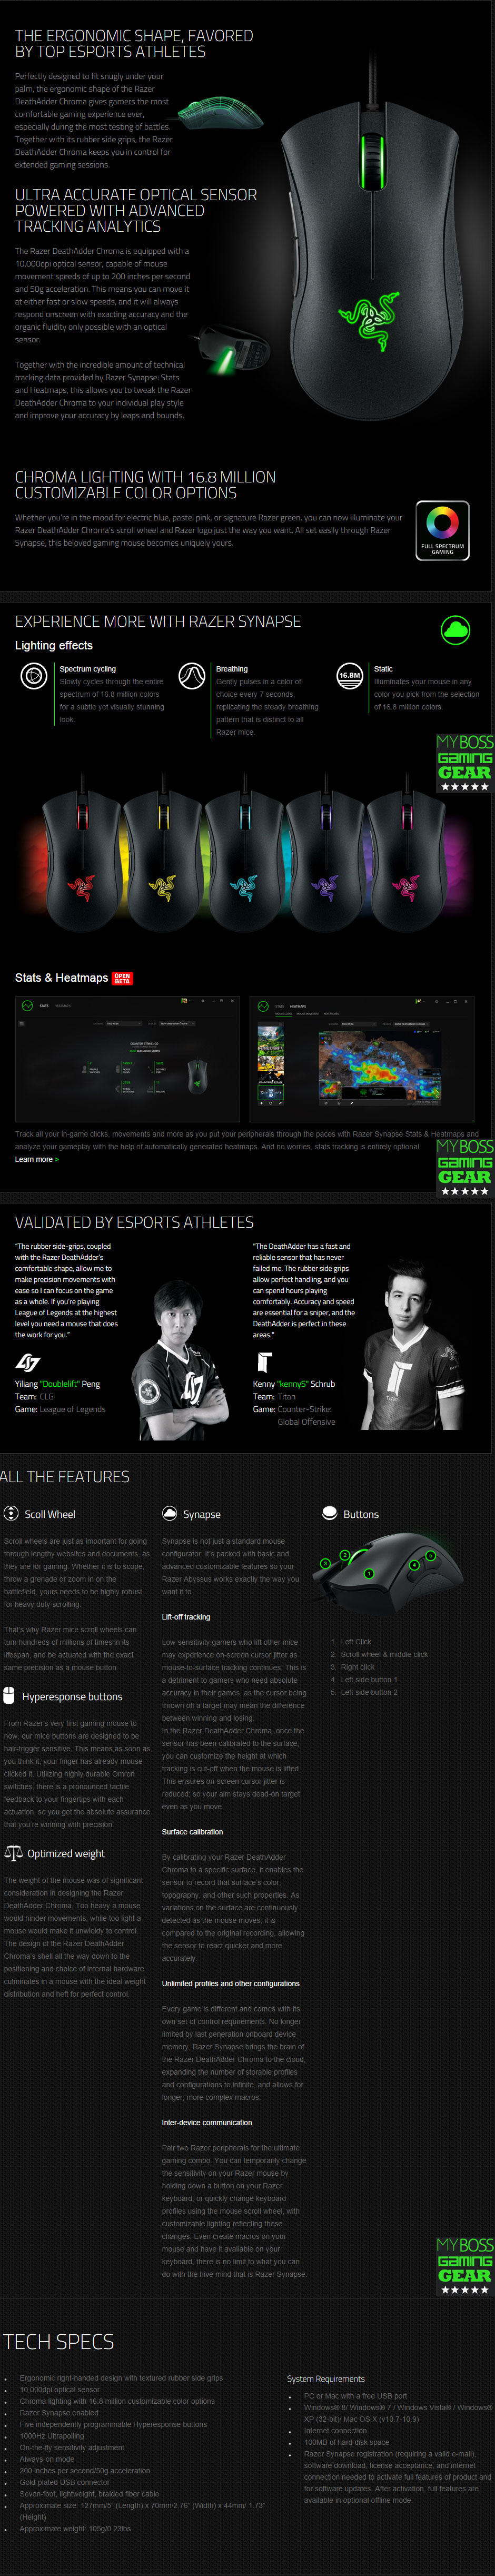 THE ERGONOMIC SHAPE, FAVORED
BY TOP ESPORTS ATHLETES
Perfectly designed to fit snugly under your
palm, the ergonomic shape of the Razer
DeathAdder Chroma gives gamers the most
comfortable gaming experience ever,
especially during the most testing of battles.
Together with its rubber side grips, the Razer
DeathAdder Chroma keeps you in control for
extended gaming sessions.
ULTRA ACCURATE OPTICAL SENSOR
POWERED WITH ADVANCED
TRACKING ANALYTICS
The Razer DeathAdder Chroma is equipped with a
10,000dpi optical sensor, capable of mouse
movement speeds of up to 200 inches per second
and 50g acceleration. This means you can move it
at either fast or slow speeds, and it will always
respond onscreen with exacting accuracy and the
organic fluidity only possible with an optical
sensor.
Together with the incredible amount of technical
tracking data provided by Razer Synapse: Stats
and Heatmaps, this allows you to tweak the Razer
DeathAdder Chroma to your individual play style
and improve your accuracy by leaps and bounds.
CHROMA LIGHTING WITH 16.8 MILLION
CUSTOMIZABLE COLOR OPTIONS
Whether you're in the mood for electric blue, pastel pink, or signature Razer green, you can now illuminate your
Razer DeathAdder Chroma's scroll wheel and Razer logo just the way you want. All set easily through Razer
Synapse, this beloved gaming mouse becomes uniquely yours.
FULL SPECTRUM
GAMING
EXPERIENCE MORE WITH RAZER SYNAPSE
Lighting effects
Spectrum cycling
Slowly cycles through the entire
spectrum of 16.8 million colors
for a subtle yet visually stunning
look.
Breathing
Gently pulses in a color of
choice every 7 seconds,
replicating the steady breathing
pattern that is distinct to all
Razer mice.
16.8M
Static
Illuminates your mouse in any
color you pick from the selection
of 16.8 million colors.
MYBOSS
GAMING
GEAR
Stats & Heatmaps OPEN BETA
STATS HEATMAPS
STATS HEATMAPS
Track all your in-game clicks, movements and more as you put your peripherals through the paces with Razer Synapse Stats & Heatmaps and
analyze your gameplay with the help of automatically generated heatmaps. And no worries, stats tracking is entirely optional.
Learn more >
MYBOSS
GAMING
GEAR
VALIDATED BY ESPORTS ATHLETES
"The rubber side-grips, coupled
with the Razer DeathAdder's
comfortable shape, allow me to
make precision movements with
ease so I can focus on the game
as a whole. If you're playing
League of Legends at the highest
level you need a mouse that does
the work for you."
Yiliang "Doublelift" Peng
Team: CLG
Game: League of Legends
"The DeathAdder has a fast and
reliable sensor that has never
failed me. The rubber side grips
allow perfect handling, and you
can spend hours playing
comfortably. Accuracy and speed
are essential for a sniper, and the
DeathAdder is perfect in these
areas."
Kenny "kennyS" Schrub
Team: Titan
Game: Counter-Strike:
Global Offensive
ALL THE FEATURES
Scoll Wheel
Scroll wheels are just as important for going
through lengthy websites and documents, as
they are for gaming. Whether it is to scope,
throw a grenade or zoom in on the
battlefield, yours needs to be highly robust
for heavy duty scrolling.
That's why Razer mice scroll wheels can
turn hundreds of millions of times in its
lifespan, and be actuated with the exact
same precision as a mouse button.
Hyperesponse buttons
From Razer's very first gaming mouse to
now, our mice buttons are designed to be
hair-trigger sensitive. This means as soon as
you think it, your finger has already mouse
clicked it. Utilizing highly durable Omron
switches, there is a pronounced tactile
feedback to your fingertips with each
actuation, so you get the absolute assurance
that you're winning with precision.
Optimized weight
The weight of the mouse was of significant
consideration in designing the Razer
DeathAdder Chroma. Too heavy a mouse
would hinder movements, while too light a
mouse would make it unwieldy to control.
The design of the Razer DeathAdder
Chroma's shell all the way down to the
positioning and choice of internal hardware
culminates in a mouse with the ideal weight
distribution and heft for perfect control.
Synapse
Synapse is not just a standard mouse
configurator. It's packed with basic and
advanced customizable features so your
Razer Abyssus works exactly the way you
want it to.
Lift-off tracking
Low-sensitivity gamers who lift other mice
may experience on-screen cursor jitter as
mouse-to-surface tracking continues. This is
a detriment to gamers who need absolute
accuracy in their games, as the cursor being
thrown off a target may mean the difference
between winning and losing.
In the Razer DeathAdder Chroma, once the
sensor has been calibrated to the surface,
you can customize the height at which
tracking is cut-off when the mouse is lifted.
This ensures on-screen cursor jitter is
reduced, so your aim stays dead-on target
even as you move.
Surface calibration
By calibrating your Razer DeathAdder
Chroma to a specific surface, it enables the
sensor to record that surface's color,
topography, and other such properties. As
variations on the surface are continuously
detected as the mouse moves, it is
compared to the original recording, allowing
the sensor to react quicker and more
accurately.
Unlimited profiles and other configurations
Every game is different and comes with its
own set of control requirements. No longer
limited by last generation onboard device
memory, Razer Synapse brings the brain of
the Razer DeathAdder Chroma to the cloud,
expanding the number of storable profiles
and configurations to infinite, and allows for
longer, more complex macros.
Inter-device communication
Pair two Razer peripherals for the ultimate
gaming combo. You can temporarily change
the sensitivity on your Razer mouse by
holding down a button on your Razer
keyboard, or quickly change keyboard
profiles using the mouse scroll wheel, with
customizable lighting reflecting these
changes. Even create macros on your
mouse and have it available on your
keyboard, there is no limit to what you can
do with the hive mind that is Razer Synapse.
Buttons
1
2
3
4
5
1. Left Click
2. Scroll wheel & middle click
3. Right click
4. Left side button 1
5. Left side button 2
MYBOSS
GAMING
GEAR
TECH SPECS
Ergonomic right-handed design with textured rubber side grips
10,000dpi optical sensor
Chroma lighting with 16.8 million customizable color options
Razer Synapse enabled
Five independently programmable Hyperesponse buttons
1000Hz Ultrapolling
On-the-fly sensitivity adjustment
Always-on mode
200 inches per second/50g acceleration
Gold-plated USB connector
Seven-foot, lightweight, braided fiber cable
Approximate size: 127mm/5" (Length) x 70mm/2.76" (Width) x 44mm/ 1.73"
(Height)
Approximate weight: 105g/0.23lbs
System Requirements
PC or Mac with a free USB port
Windows® 8/ Windows® 7 / Windows Vista® / Windows®
XP (32-bit)/ Mac OS X (v10.7-10.9)
Internet connection
100MB of hard disk space
Razer Synapse registration (requiring a valid e-mail),
software download, license acceptance, and internet
connection needed to activate full features of product and
for software updates. After activation, full features are
available in optional offline mode.